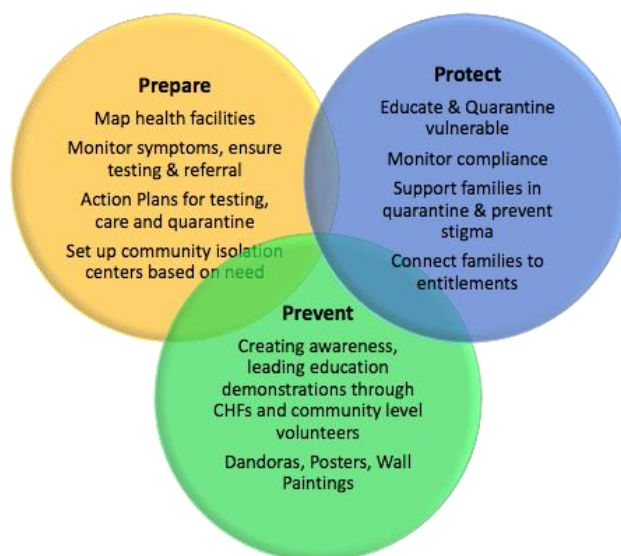 Prepare
Map health facilities
Monitor symptoms, ensure
testing & referral
Action Plans for testing,
care and quarantine
Set up community isolation
centers based on need
Protect
Educate & Quarantine
vulnerable
Monitor compliance
Support families in
quarantine & prevent
stigma
Connect families to
entitlements
Prevent
Creating awareness,
leading education
demonstrations through
CHFs and community level
volunteers
Dandoras, Posters, Wall
Paintings